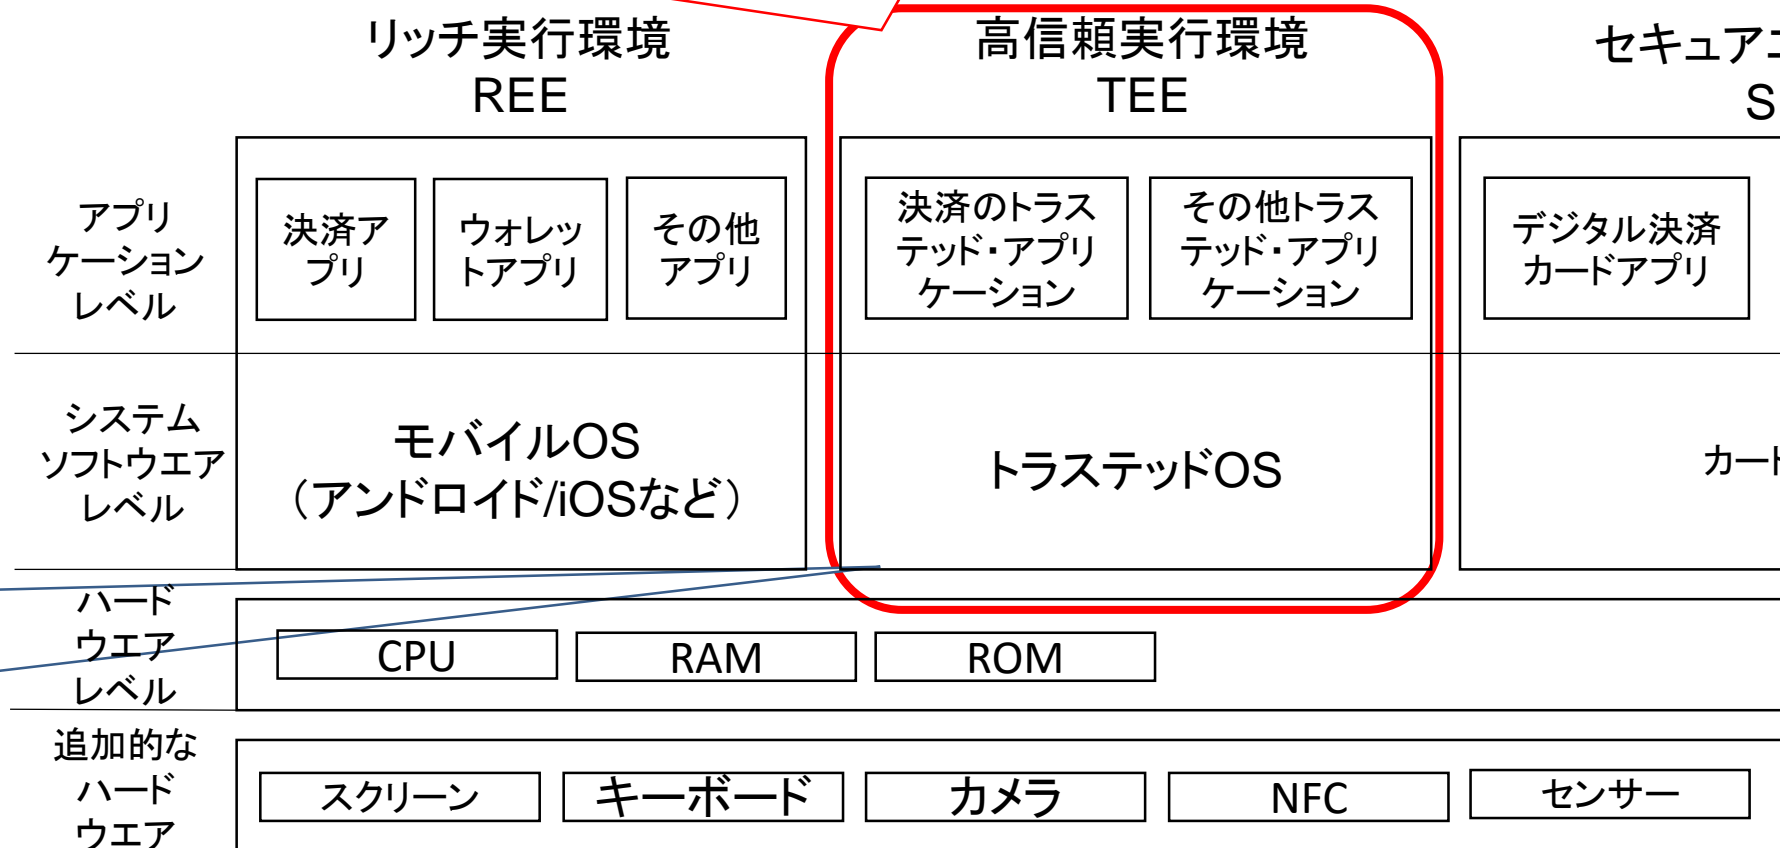 リッチ実行環境
REE
高信頼実行環境
TEE
セキュア
S
アプリ
ケーション
レベル
決済ア
プリ
ウォレッ
トアプリ
その他
アプリ
決済のトラス
テッド・アプリ
ケーション
その他トラス
テッド・アプリ
ケーション
デジタル決済
カードアプリ
システム
ソフトウエア
レベル
モバイルOS
（アンドロイド/iOSなど）
トラステッドOS
カー
ハード
ウエア
レベル
CPU
RAM
ROM
追加的な
ハード
ウエア
スクリーン
キーボード
カメラ
NFC
センサー